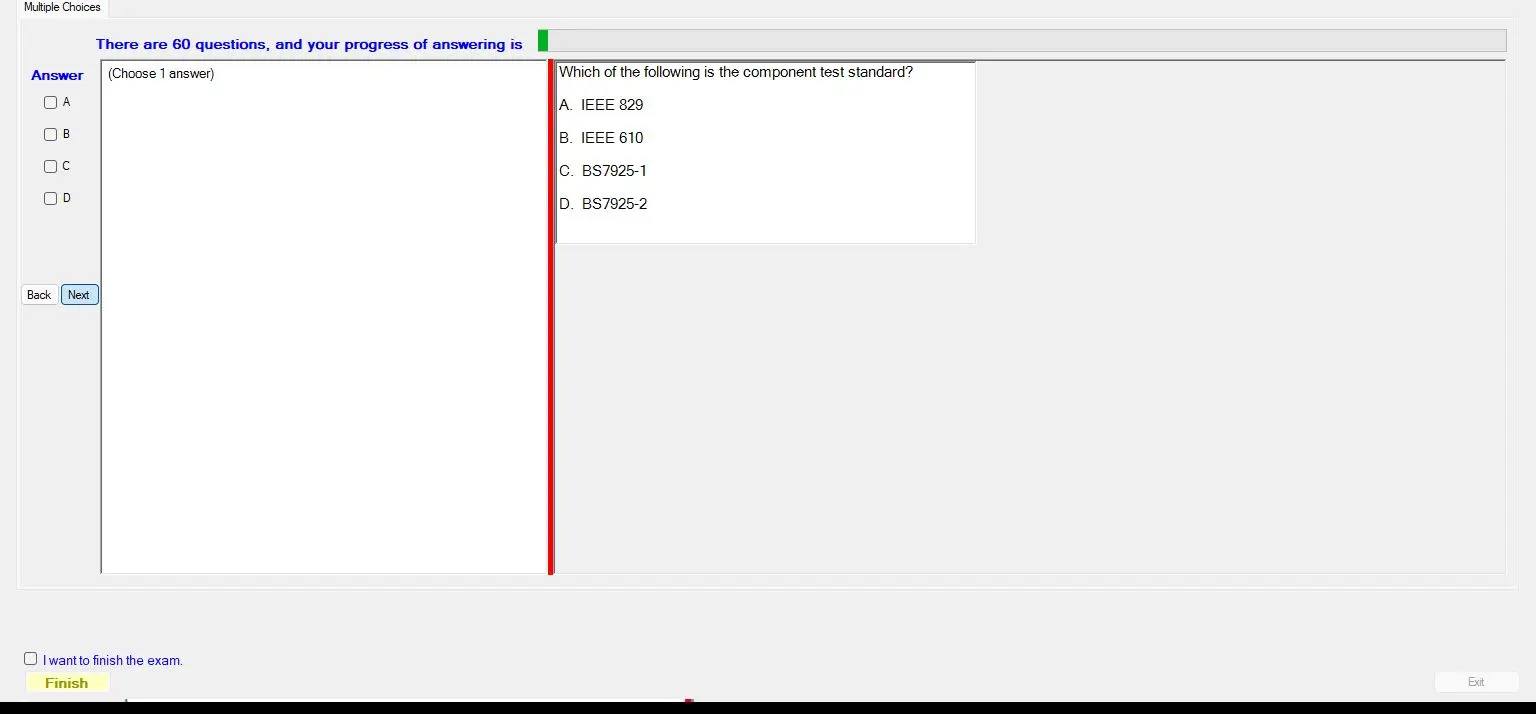 Multiple Choices
There are 60 questions, and your progress of answering is
Answer
(Choose 1 answer)
A
B
C
D
Back Next
Which of the following is the component test standard?
A. IEEE 829
B. IEEE 610
C. BS7925-1
D. BS7925-2
I want to finish the exam.
Finish
Exit